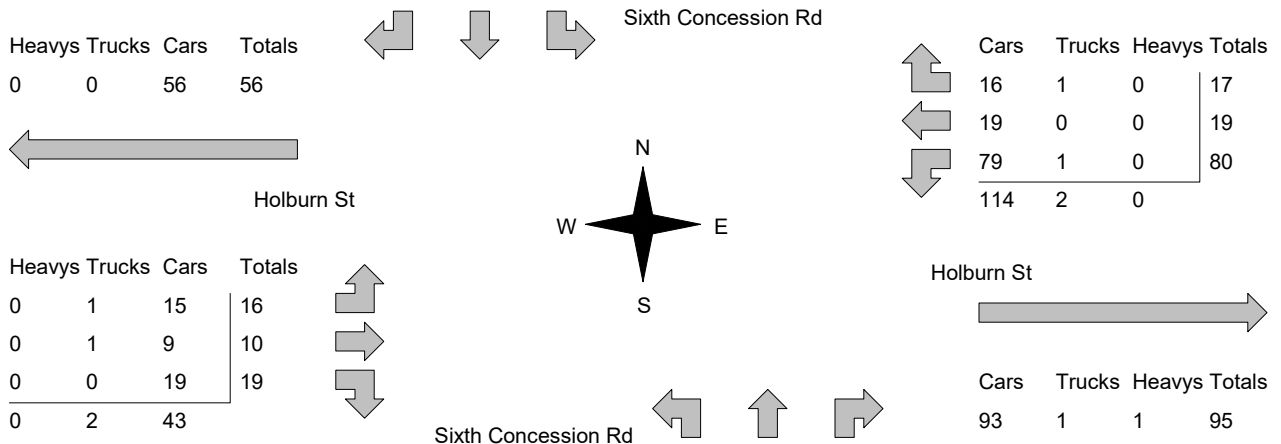 Sixth Concession Rd
Heavys Trucks Cars Totals
0 0 56 56
Cars Trucks Heavys Totals
16 1 0 17
19 0 0 19
79 1 0 80
114 2 0
Holburn St
N
W E
S
Heavys Trucks Cars Totals
0 1 15 16
0 1 9 10
0 0 19 19
0 2 43
Holburn St
Cars Trucks Heavys Totals
93 1 1 95
Sixth Concession Rd